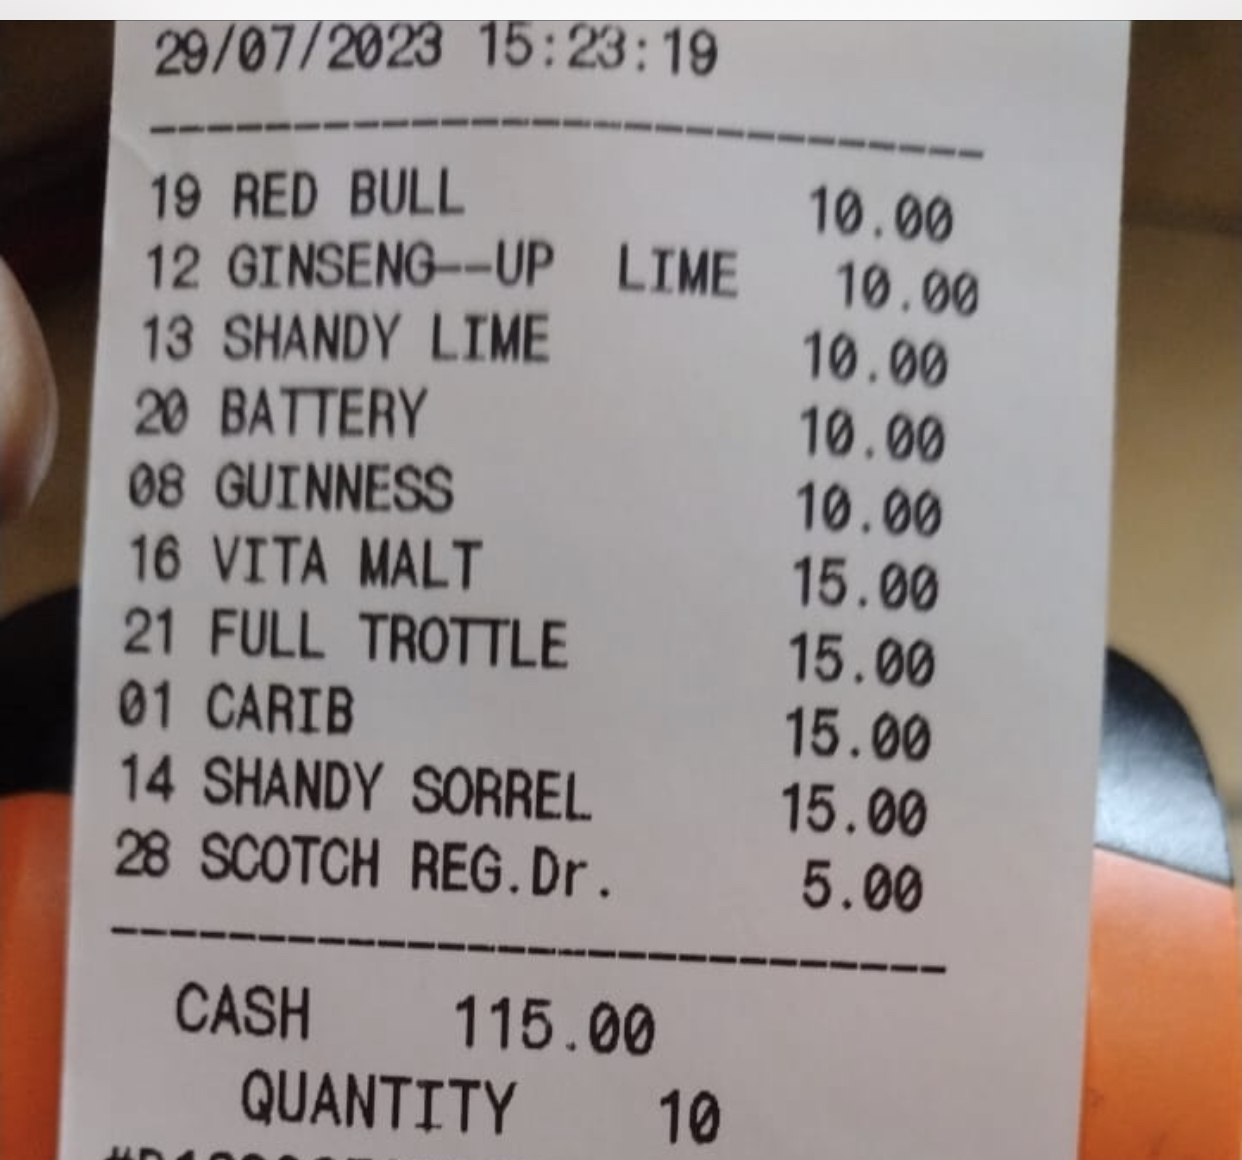 29/07/2023 15:23:19
-----------------------------
19 RED BULL 10.00
12 GINSENG--UP LIME 10.00
13 SHANDY LIME 10.00
20 BATTERY 10.00
08 GUINNESS 10.00
16 VITA MALT 15.00
21 FULL TROTTLE 15.00
01 CARIB 15.00
14 SHANDY SORREL 15.00
28 SCOTCH REG.Dr. 5.00
-----------------------------
CASH 115.00
QUANTITY 10